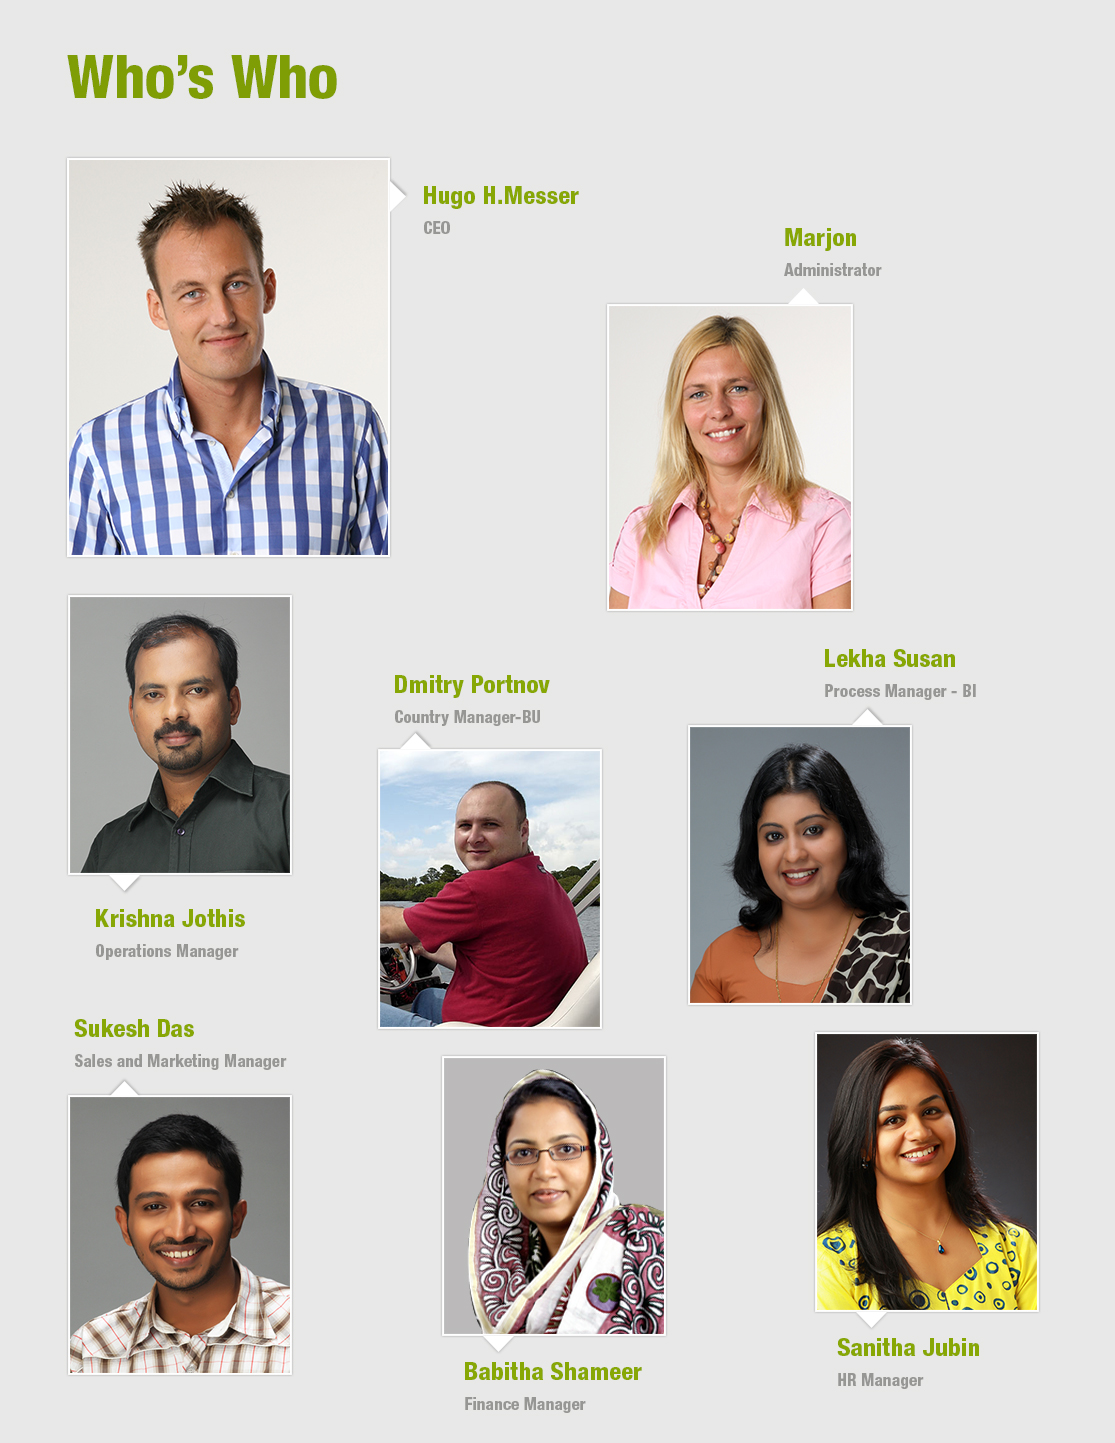 Who’s Who
Hugo H.Messer
CEO
Marjon
Administrator
Lekha Susan
Process Manager - BI
Dmitry Portnov
Country Manager-BU
Krishna Jothis
Operations Manager
Sukesh Das
Sales and Marketing Manager
Sanitha Jubin
HR Manager
Babitha Shameer
Finance Manager